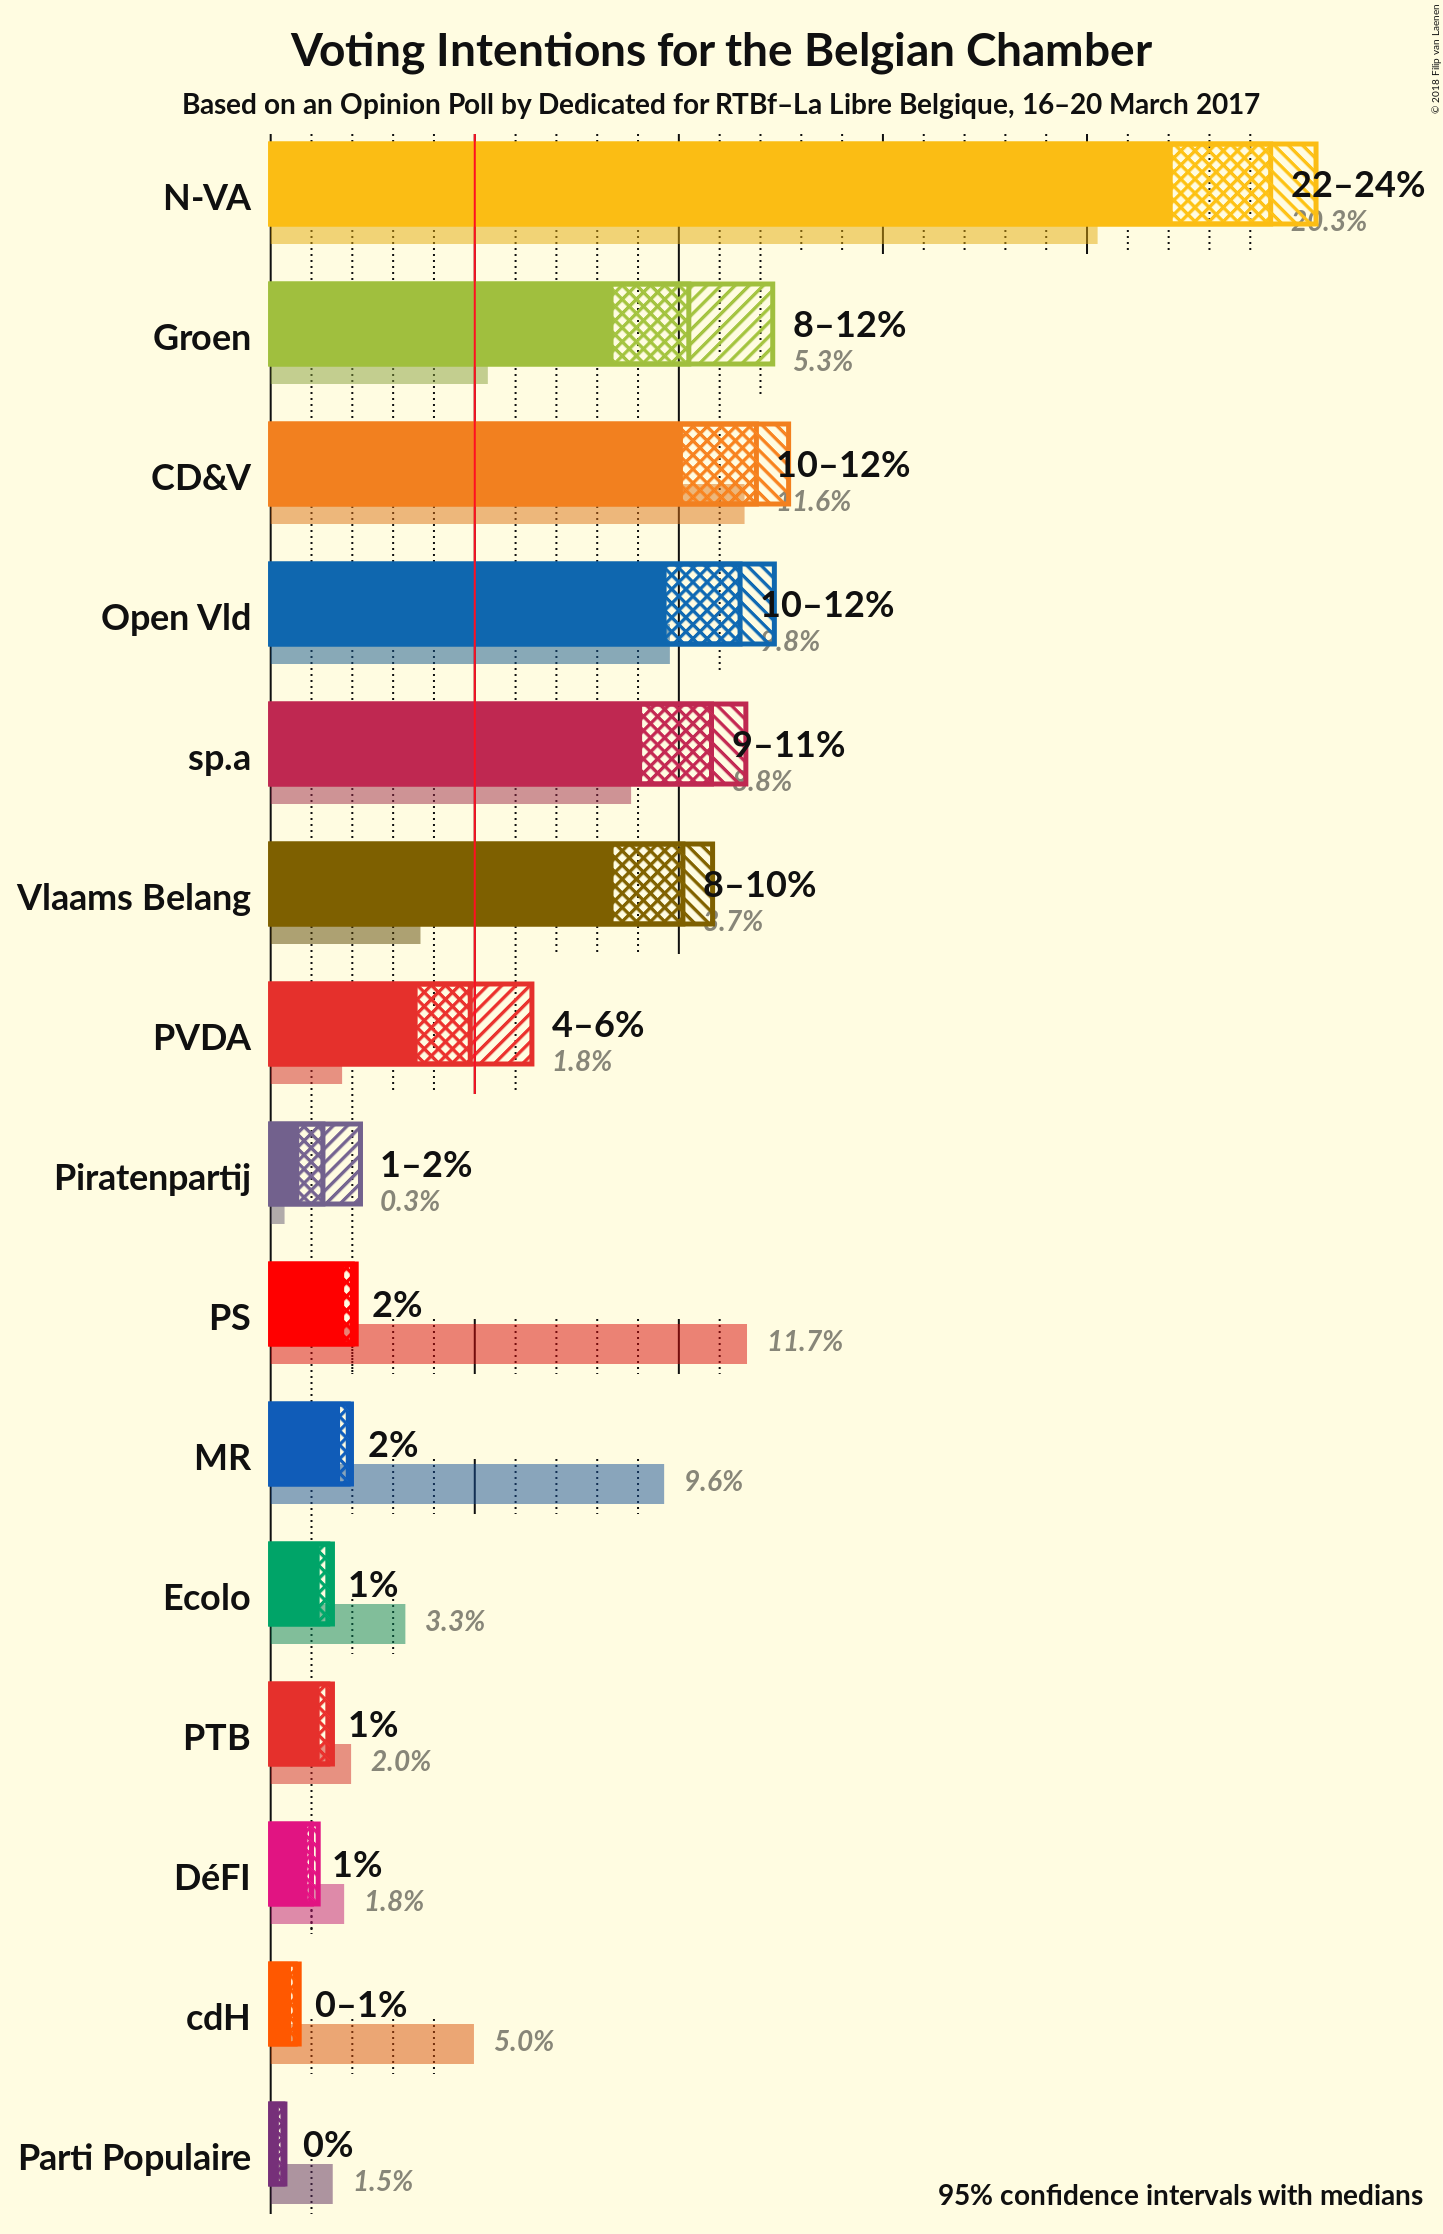 Voting Intentions for the Belgian Chamber
Based on an Opinion Poll by Dedicated for RTBf–La Libre Belgique, 16–20 March 2017
© 2018 Filip van Laenen
N-VA
22–24%
20.3%
Groen
8–12%
5.3%
CD&V
10–12%
11.6%
Open Vld
10–12%
9.8%
sp.a
9–11%
8.8%
Vlaams Belang
8–10%
3.7%
PVDA
4–6%
1.8%
Piratenpartij
1–2%
0.3%
PS
2%
11.7%
MR
2%
9.6%
Ecolo
1%
3.3%
PTB
1%
2.0%
DéFI
1%
1.8%
cdH
0–1%
5.0%
Parti Populaire
0%
1.5%
95% confidence intervals with medians